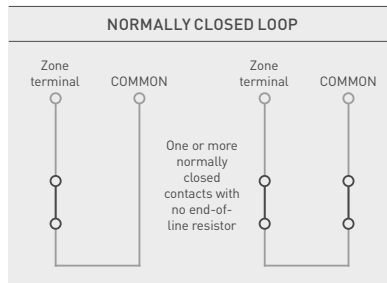 NORMALLY CLOSED LOOP
Zone
terminal
COMMON
One or more
normally
closed
contacts with
no end-of-
line resistor
Zone
terminal
COMMON